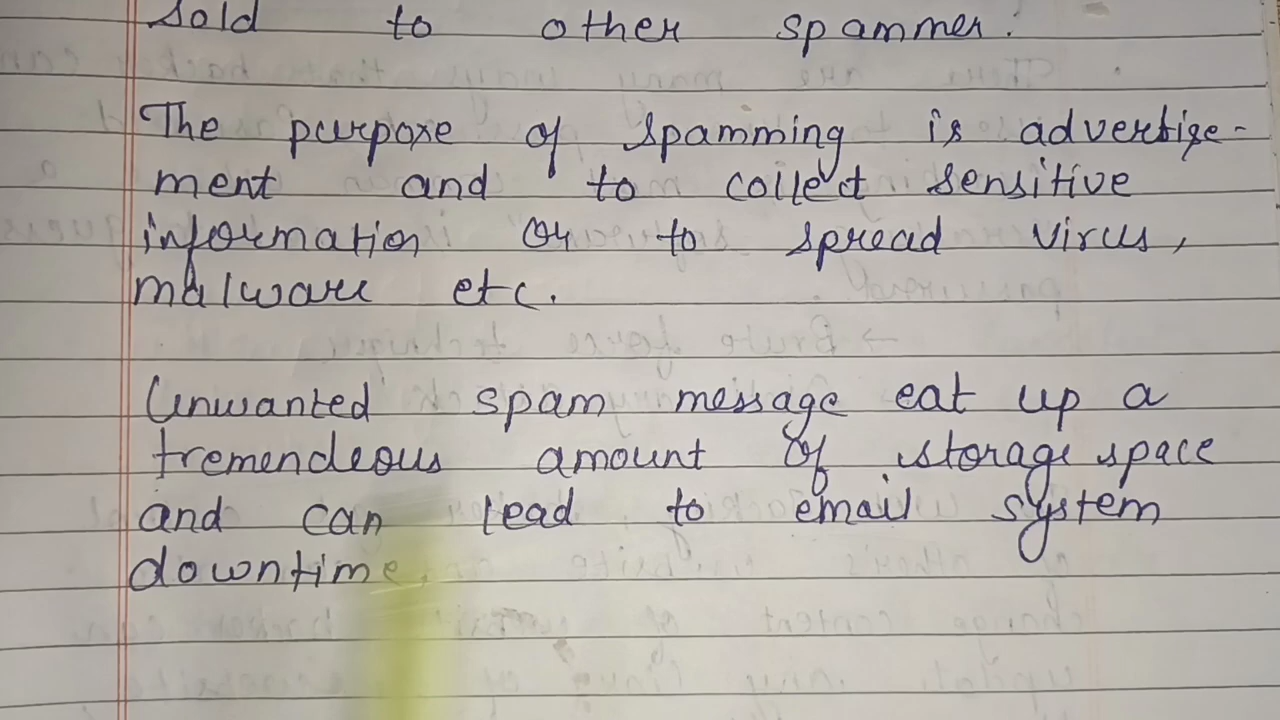 sold to other spammer.
The purpose of spamming is advertise-
ment and to collect sensitive
information or to spread virus,
malware etc.
Unwanted spam message eat up a
tremendeous amount of storage space
and can lead to email system
downtime.